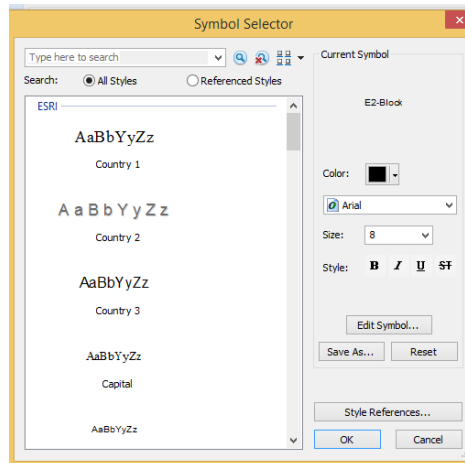 Symbol Selector
Type here to search
Search: All Styles Referenced Styles
ESRI
AaBbYyZz
Country 1
AaBbYyZz
Country 2
AaBbYyZz
Country 3
AaBbYyZz
Capital
AaBbYyZz
Current Symbol
E2-Block
Color:
Arial
Size: 8
Style: B I U ST
Edit Symbol...
Save As... Reset
Style References...
OK Cancel